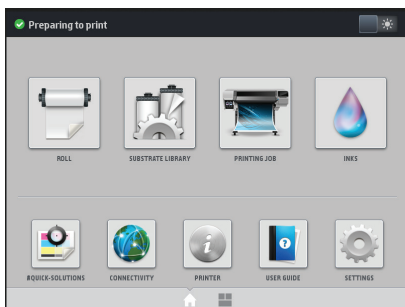 Preparing to print
ROLL
SUBSTRATE LIBRARY
PRINTING JOB
INKS
#QUICK-SOLUTIONS
CONNECTIVITY
PRINTER
USER GUIDE
SETTINGS